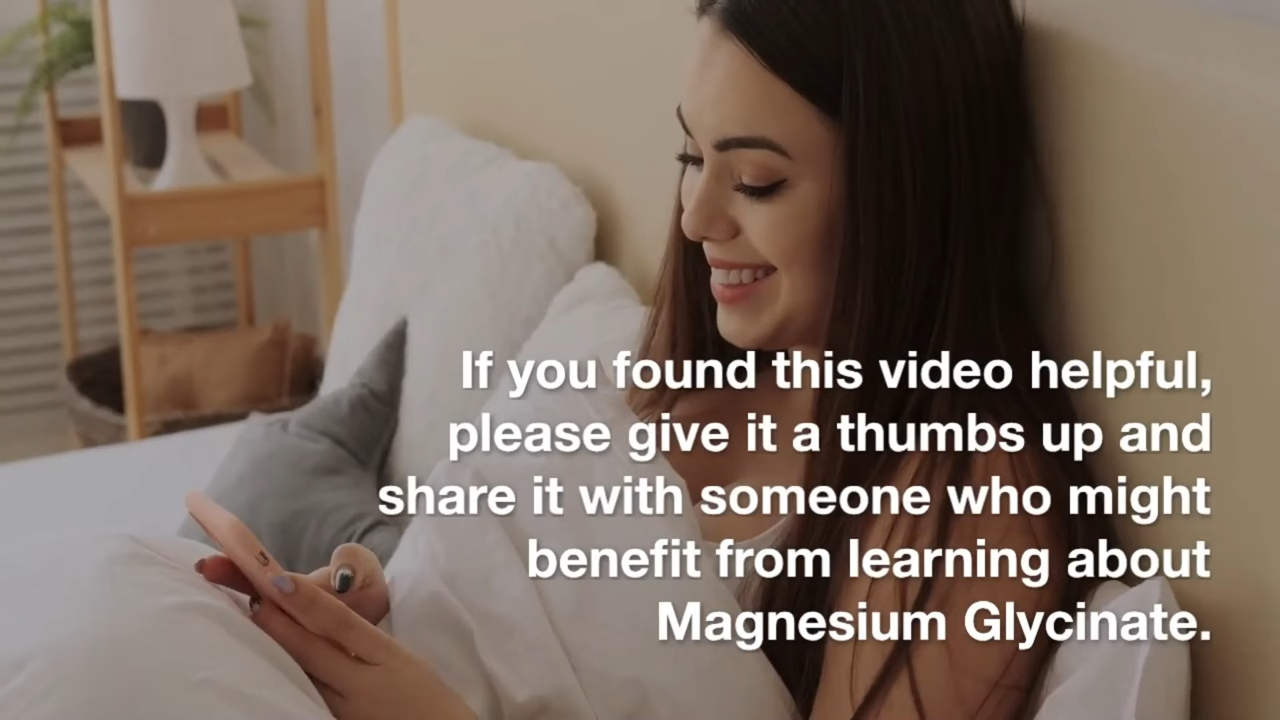 If you found this video helpful,
please give it a thumbs up and
share it with someone who might
benefit from learning about
Magnesium Glycinate.